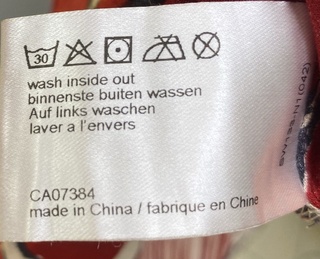 30
wash inside out
binnenste buiten wassen
Auf links waschen
laver a l'envers
CA07384
made in China / fabrique en Chine